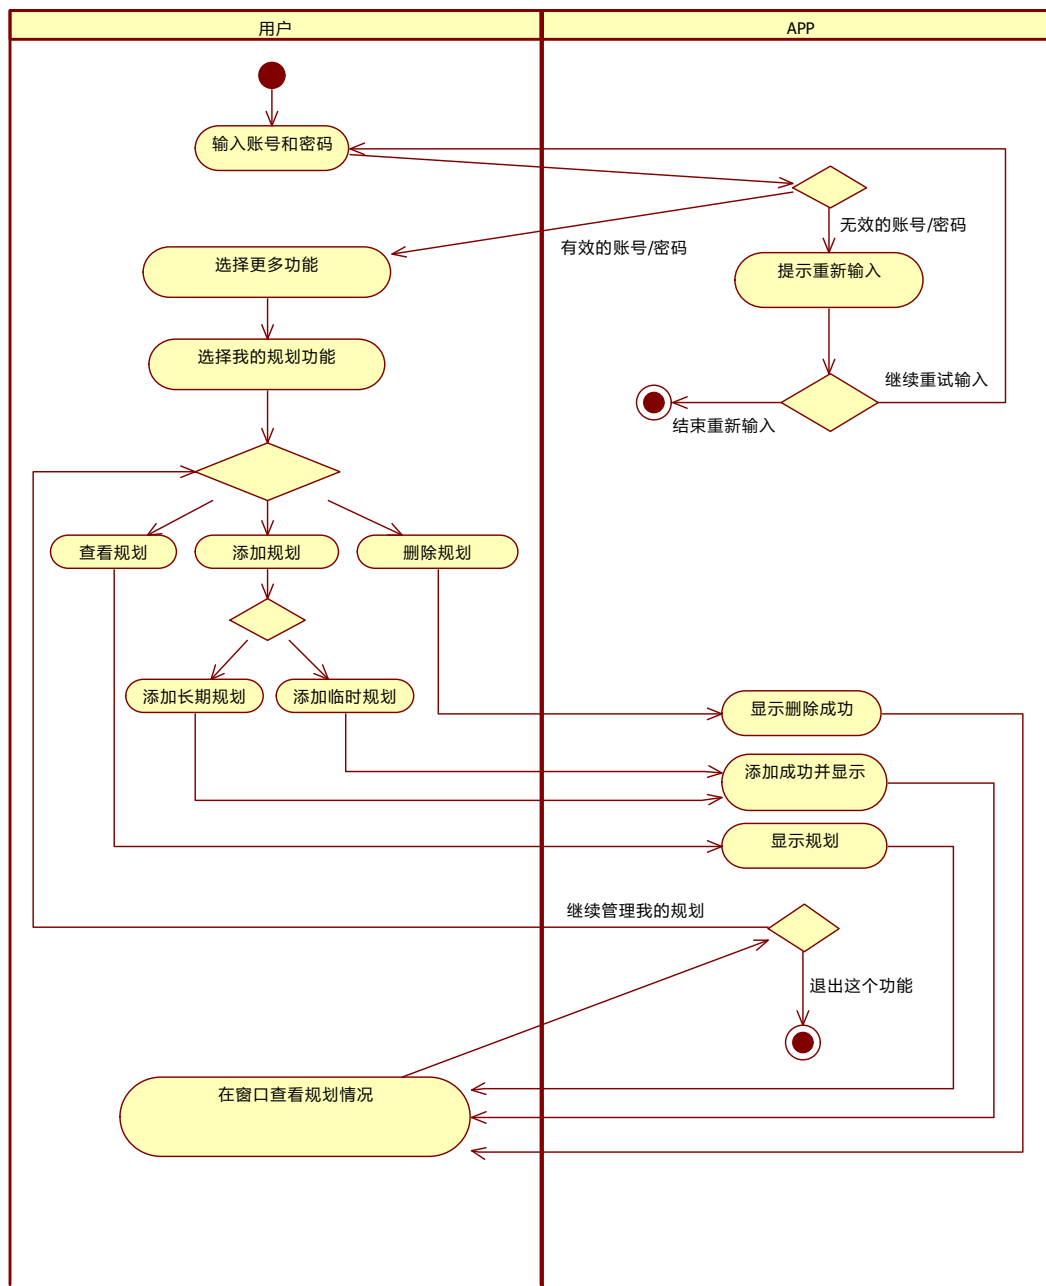 用户
APP
输入账号和密码
无效的账号/密码
有效的账号/密码
选择更多功能
提示重新输入
选择我的规划功能
继续重试输入
结束重新输入
查看规划
添加规划
删除规划
添加长期规划
添加临时规划
显示删除成功
添加成功并显示
显示规划
继续管理我的规划
退出这个功能
在窗口查看规划情况